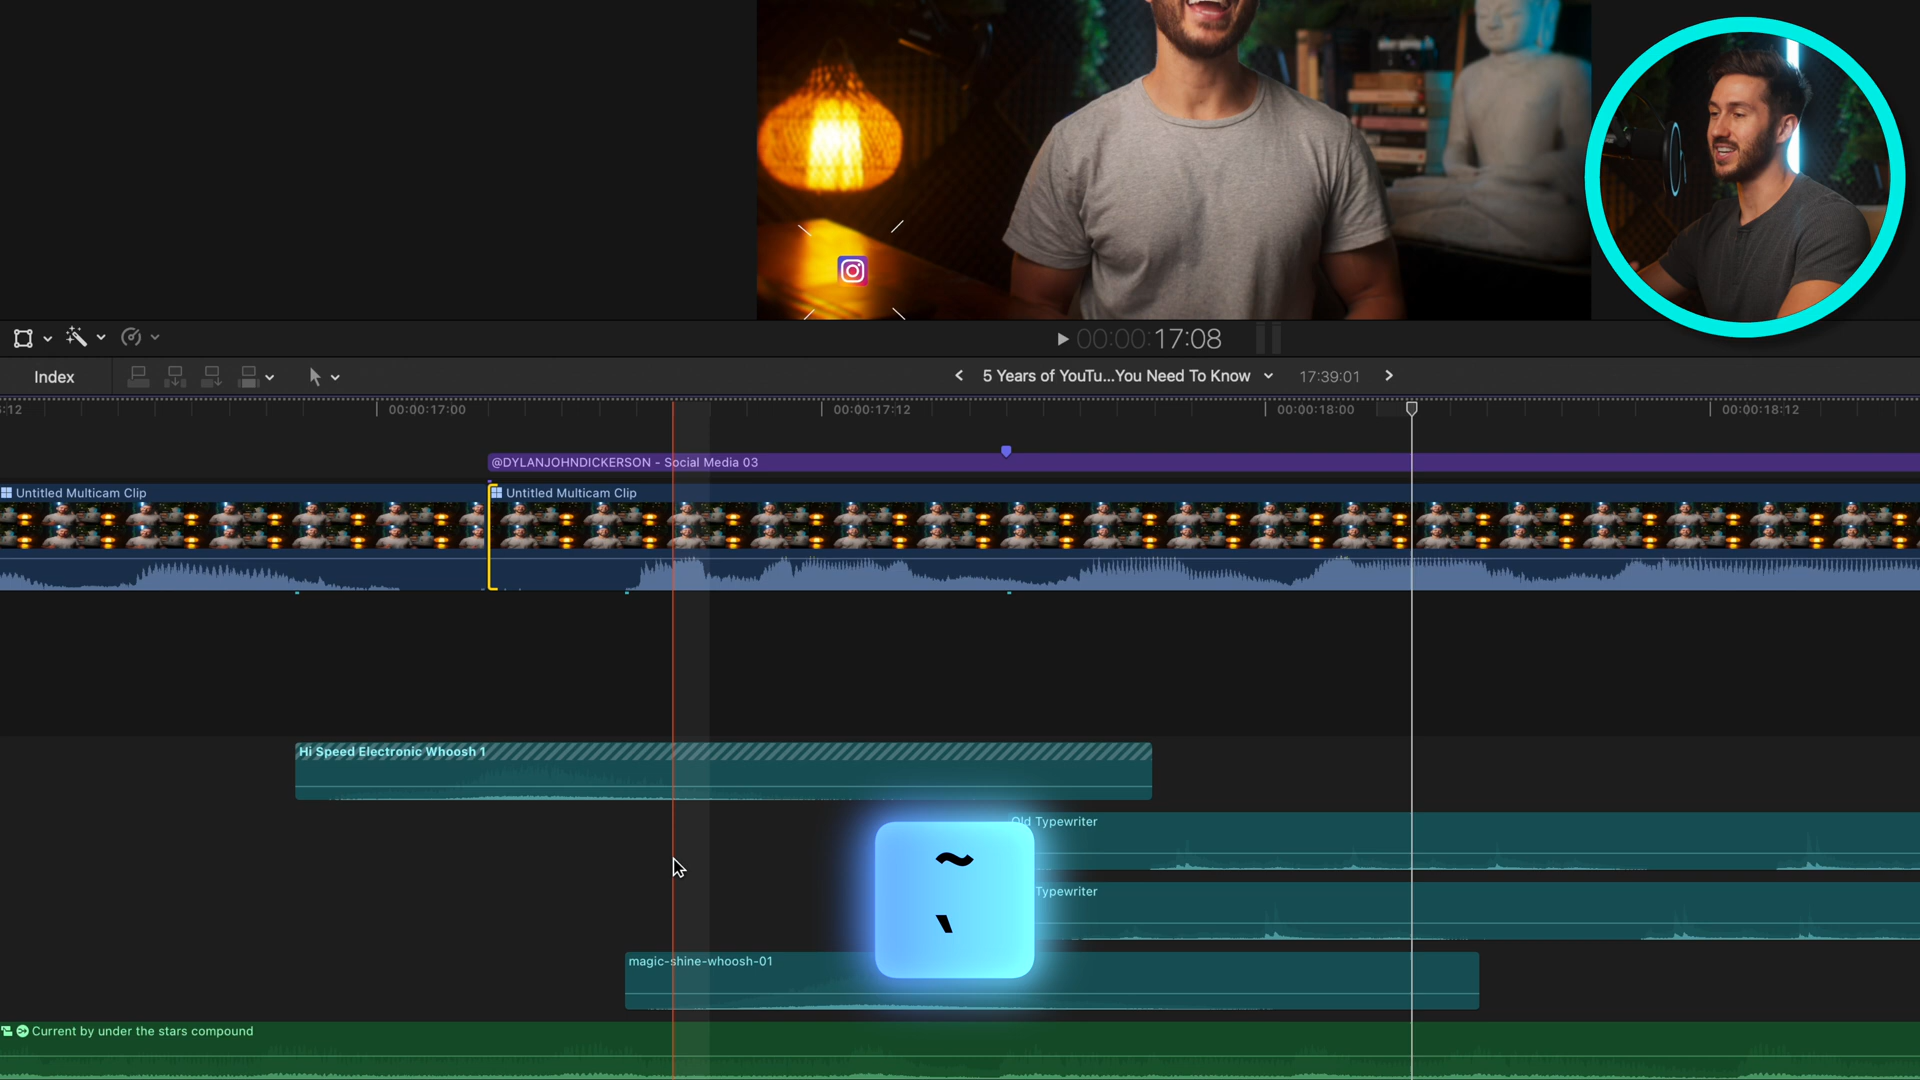 00:00:17:08
Index
5 Years of YouTu...You Need To Know
17:39:01
:12
00:00:17:00
00:00:17:12
00:00:18:00
00:00:18:12
@DYLANJOHNDICKERSON - Social Media 03
Untitled Multicam Clip
Untitled Multicam Clip
Hi Speed Electronic Whoosh 1
Old Typewriter
~
Typewriter
`
magic-shine-whoosh-01
Current by under the stars compound